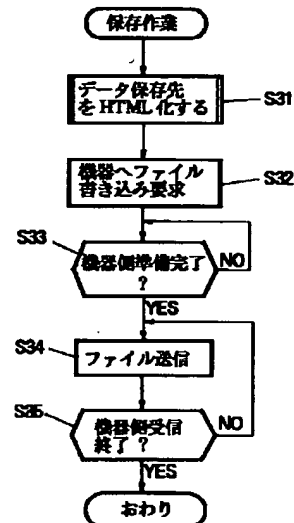 保存作業
データ保存先
をHTML化する
S31
機器へファイル
書き込み要求
S32
S33
機器側準備完了
?
NO
YES
S34
ファイル送信
S35
機器側受信
終了?
NO
YES
おわり